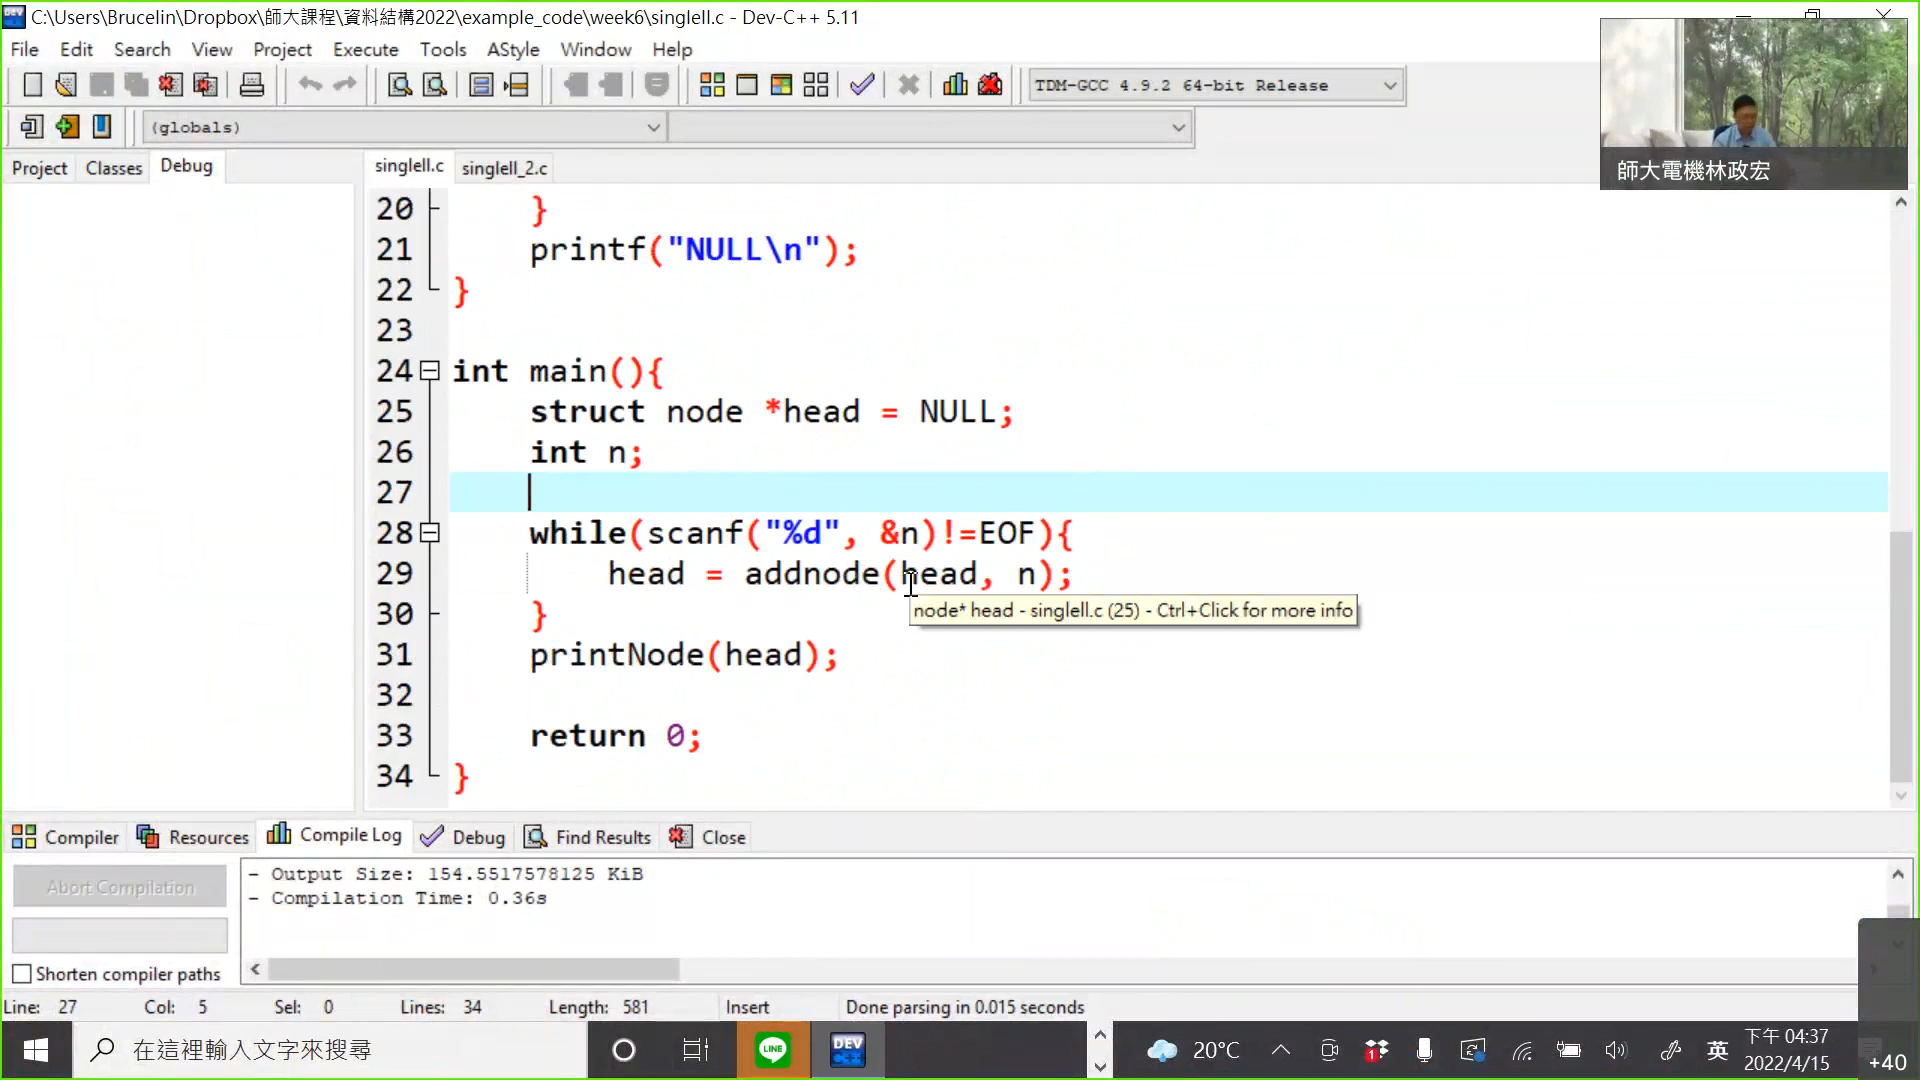 C:\Users\Brucelin\Dropbox\師大課程\資料結構2022\example_code\week6\singlell.c - Dev-C++ 5.11
File Edit Search View Project Execute Tools AStyle Window Help
TDM-GCC 4.9.2 64-bit Release
(globals)
師大電機林政宏
Project Classes Debug
singlell.c singlell_2.c
20 }
21 printf("NULL\n");
22 }
23
24 int main(){
25 struct node *head = NULL;
26 int n;
27
28 while(scanf("%d", &n)!=EOF){
29 head = addnode(head, n);
node* head - singlell.c (25) - Ctrl+Click for more info
30 }
31 printNode(head);
32
33 return 0;
34 }
Compiler Resources Compile Log Debug Find Results Close
Abort Compilation
- Output Size: 154.5517578125 KiB
- Compilation Time: 0.36s
Shorten compiler paths
Line: 27 Col: 5 Sel: 0 Lines: 34 Length: 581 Insert Done parsing in 0.015 seconds
在這裡輸入文字來搜尋
LINE
DEV
C++
20°C
1
英
下午 04:37
2022/4/15
+40